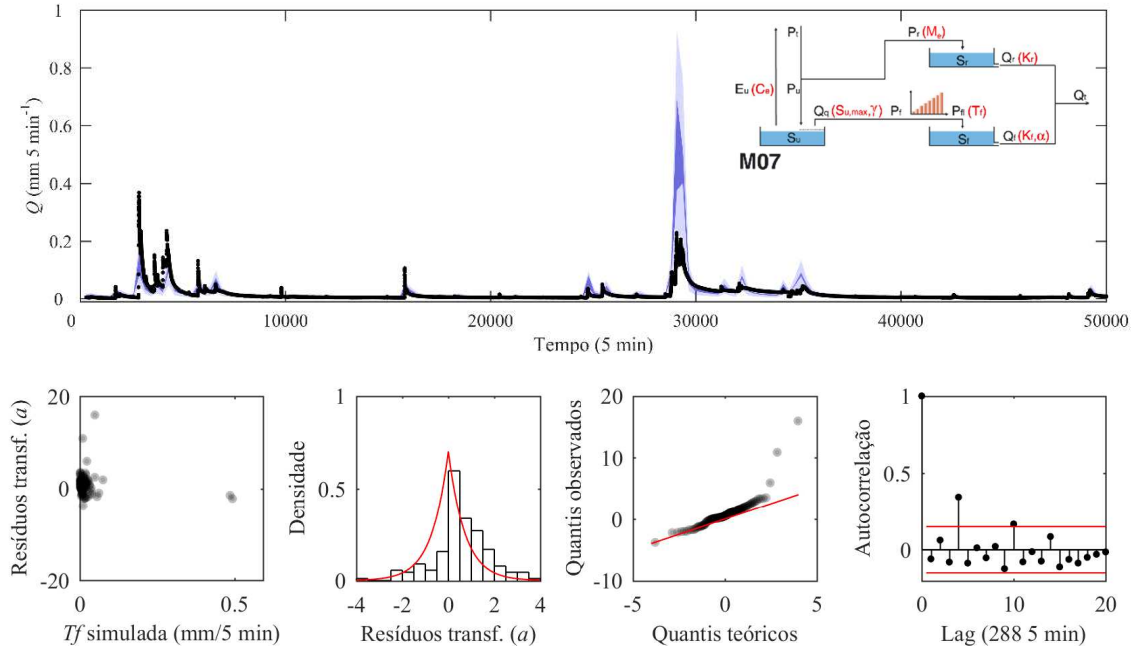 1
0.8
0.6
0.4
0.2
0
Q (mm 5 min⁻¹)
0 10000 20000 30000 40000 50000
Tempo (5 min)
Pt
Pr (Me)
Sr
Qr (Kr)
Eu (Ce)
Pu
Qt
Qq (Su,max,γ)
Pf
Pfl (Tf)
Su
Sf
Qf (Kf,α)
M07
20
0
-20
Resíduos transf. (a)
0 0.5
Tf simulada (mm/5 min)
1
0.5
0
Densidade
-4 -2 0 2 4
Resíduos transf. (a)
20
10
0
-10
Quantis observados
-5 0 5
Quantis teóricos
1
0.5
0
Autocorrelação
0 10 20
Lag (288 5 min)